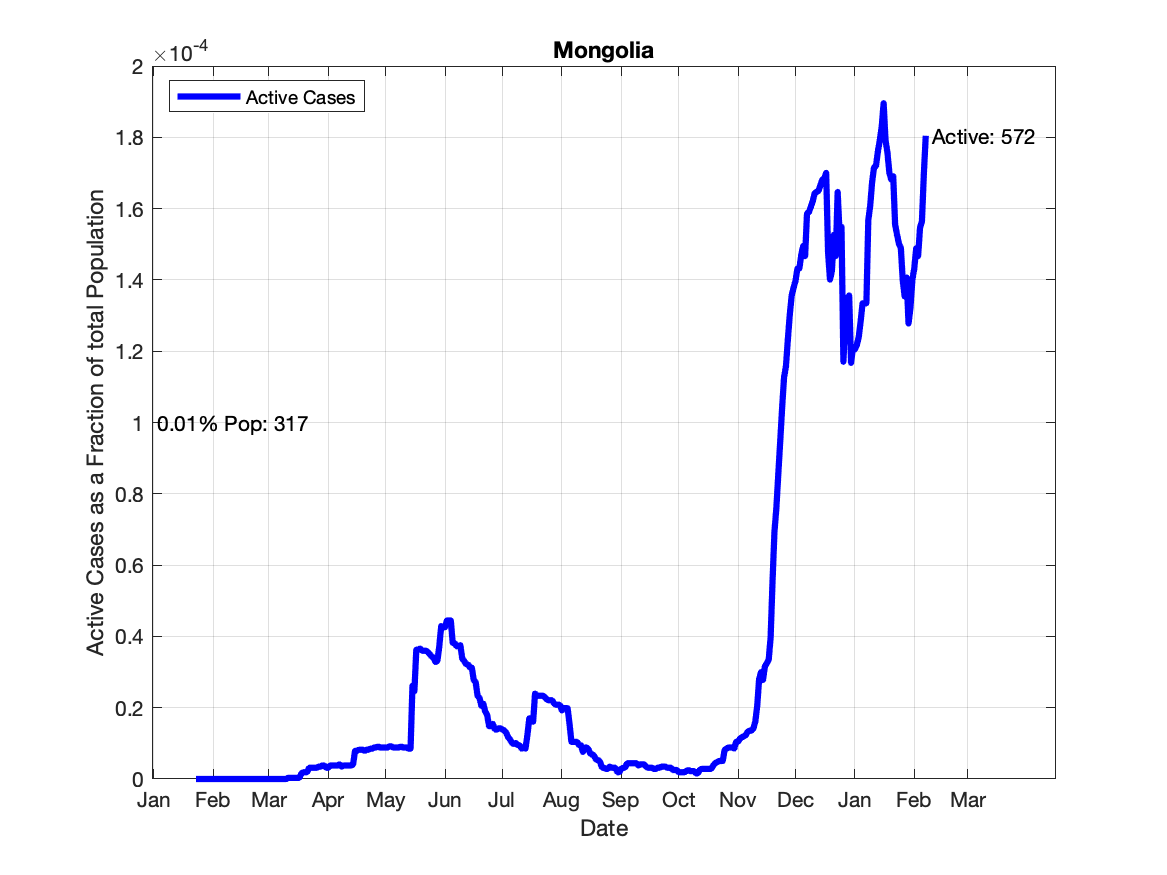 ×10-4
Mongolia
2
Active Cases
1.8
Active: 572
1.6
1.4
1.2
1
0.01% Pop: 317
0.8
0.6
0.4
0.2
0
Active Cases as a Fraction of total Population
Jan Feb Mar Apr May Jun Jul Aug Sep Oct Nov Dec Jan Feb Mar
Date